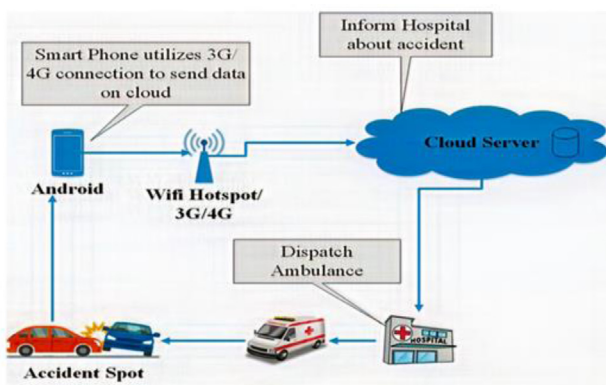 Smart Phone utilizes 3G/
4G connection to send data
on cloud
Inform Hospital
about accident
Cloud Server
Android
Wifi Hotspot/
3G/4G
Dispatch
Ambulance
HOSPITAL
Accident Spot